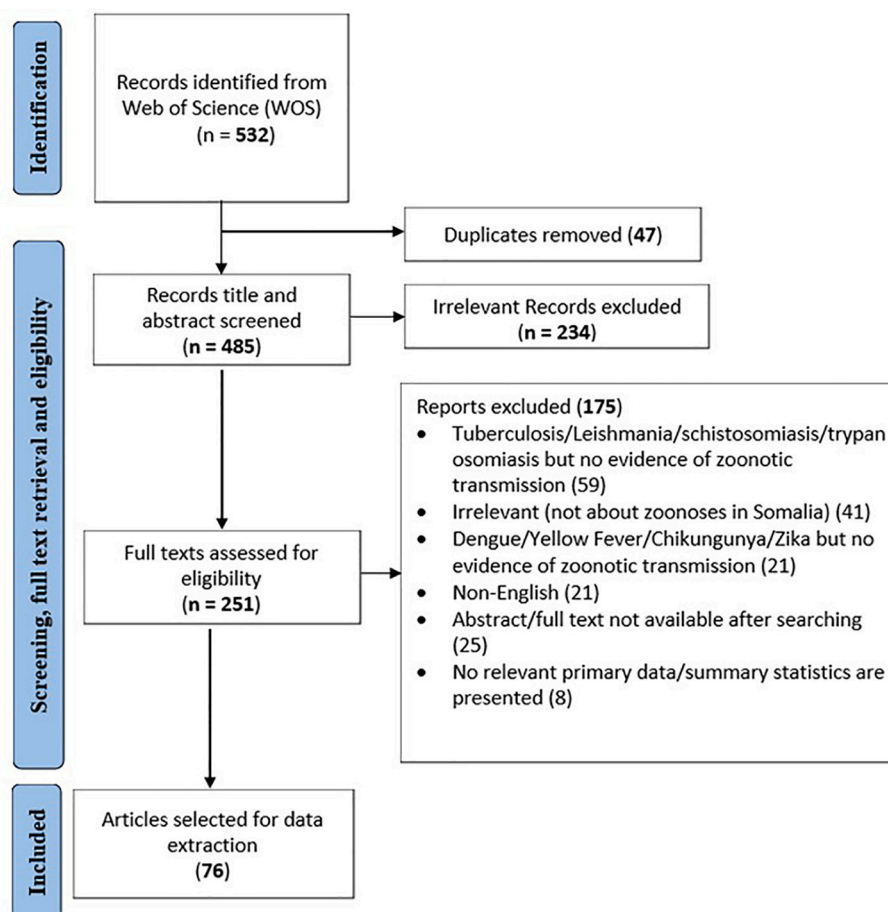 Identification
Records identified from
Web of Science (WOS)
(n = 532)
Duplicates removed (47)
Screening, full text retrieval and eligibility
Records title and
abstract screened
(n = 485)
Irrelevant Records excluded
(n = 234)
Full texts assessed for
eligibility
(n = 251)
Reports excluded (175)
• Tuberculosis/Leishmania/schistosomiasis/trypan
osomiasis but no evidence of zoonotic
transmission (59)
• Irrelevant (not about zoonoses in Somalia) (41)
• Dengue/Yellow Fever/Chikungunya/Zika but no
evidence of zoonotic transmission (21)
• Non-English (21)
• Abstract/full text not available after searching
(25)
• No relevant primary data/summary statistics are
presented (8)
Included
Articles selected for data
extraction
(76)